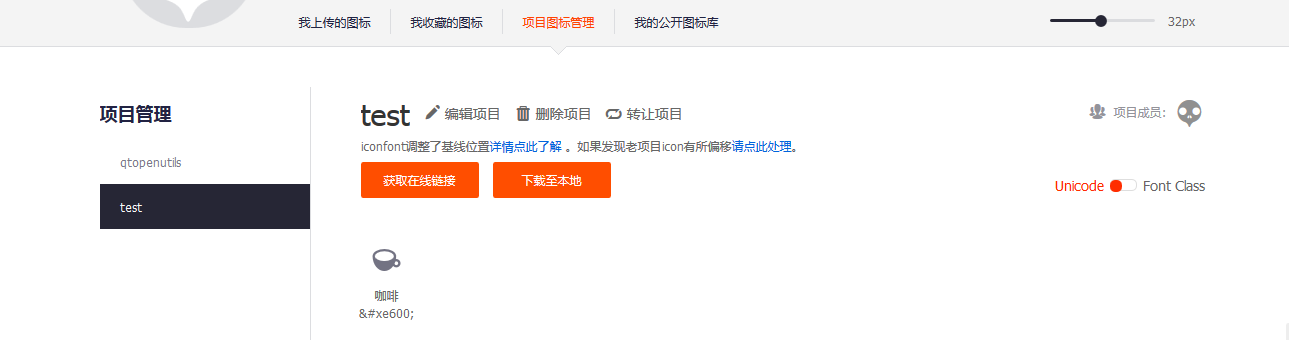 我上传的图标 我收藏的图标 项目图标管理 我的公开图标库 32px
项目管理
qtopenutils
test
test 编辑项目 删除项目 转让项目 项目成员:
iconfont调整了基线位置详情点此了解 。如果发现老项目icon有所偏移请点此处理。
获取在线链接 下载至本地
Unicode Font Class
咖啡
&#xe600;